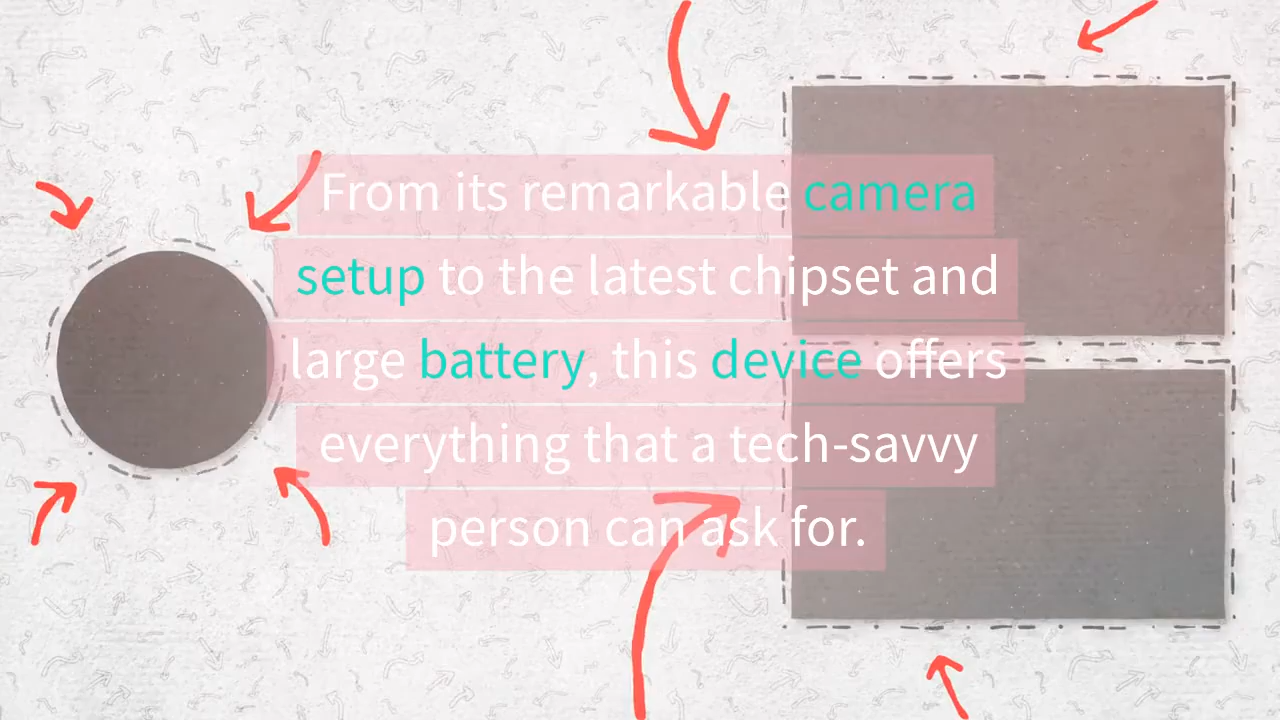 From its remarkable camera
setup to the latest chipset and
large battery, this device offers
everything that a tech-savvy
person can ask for.